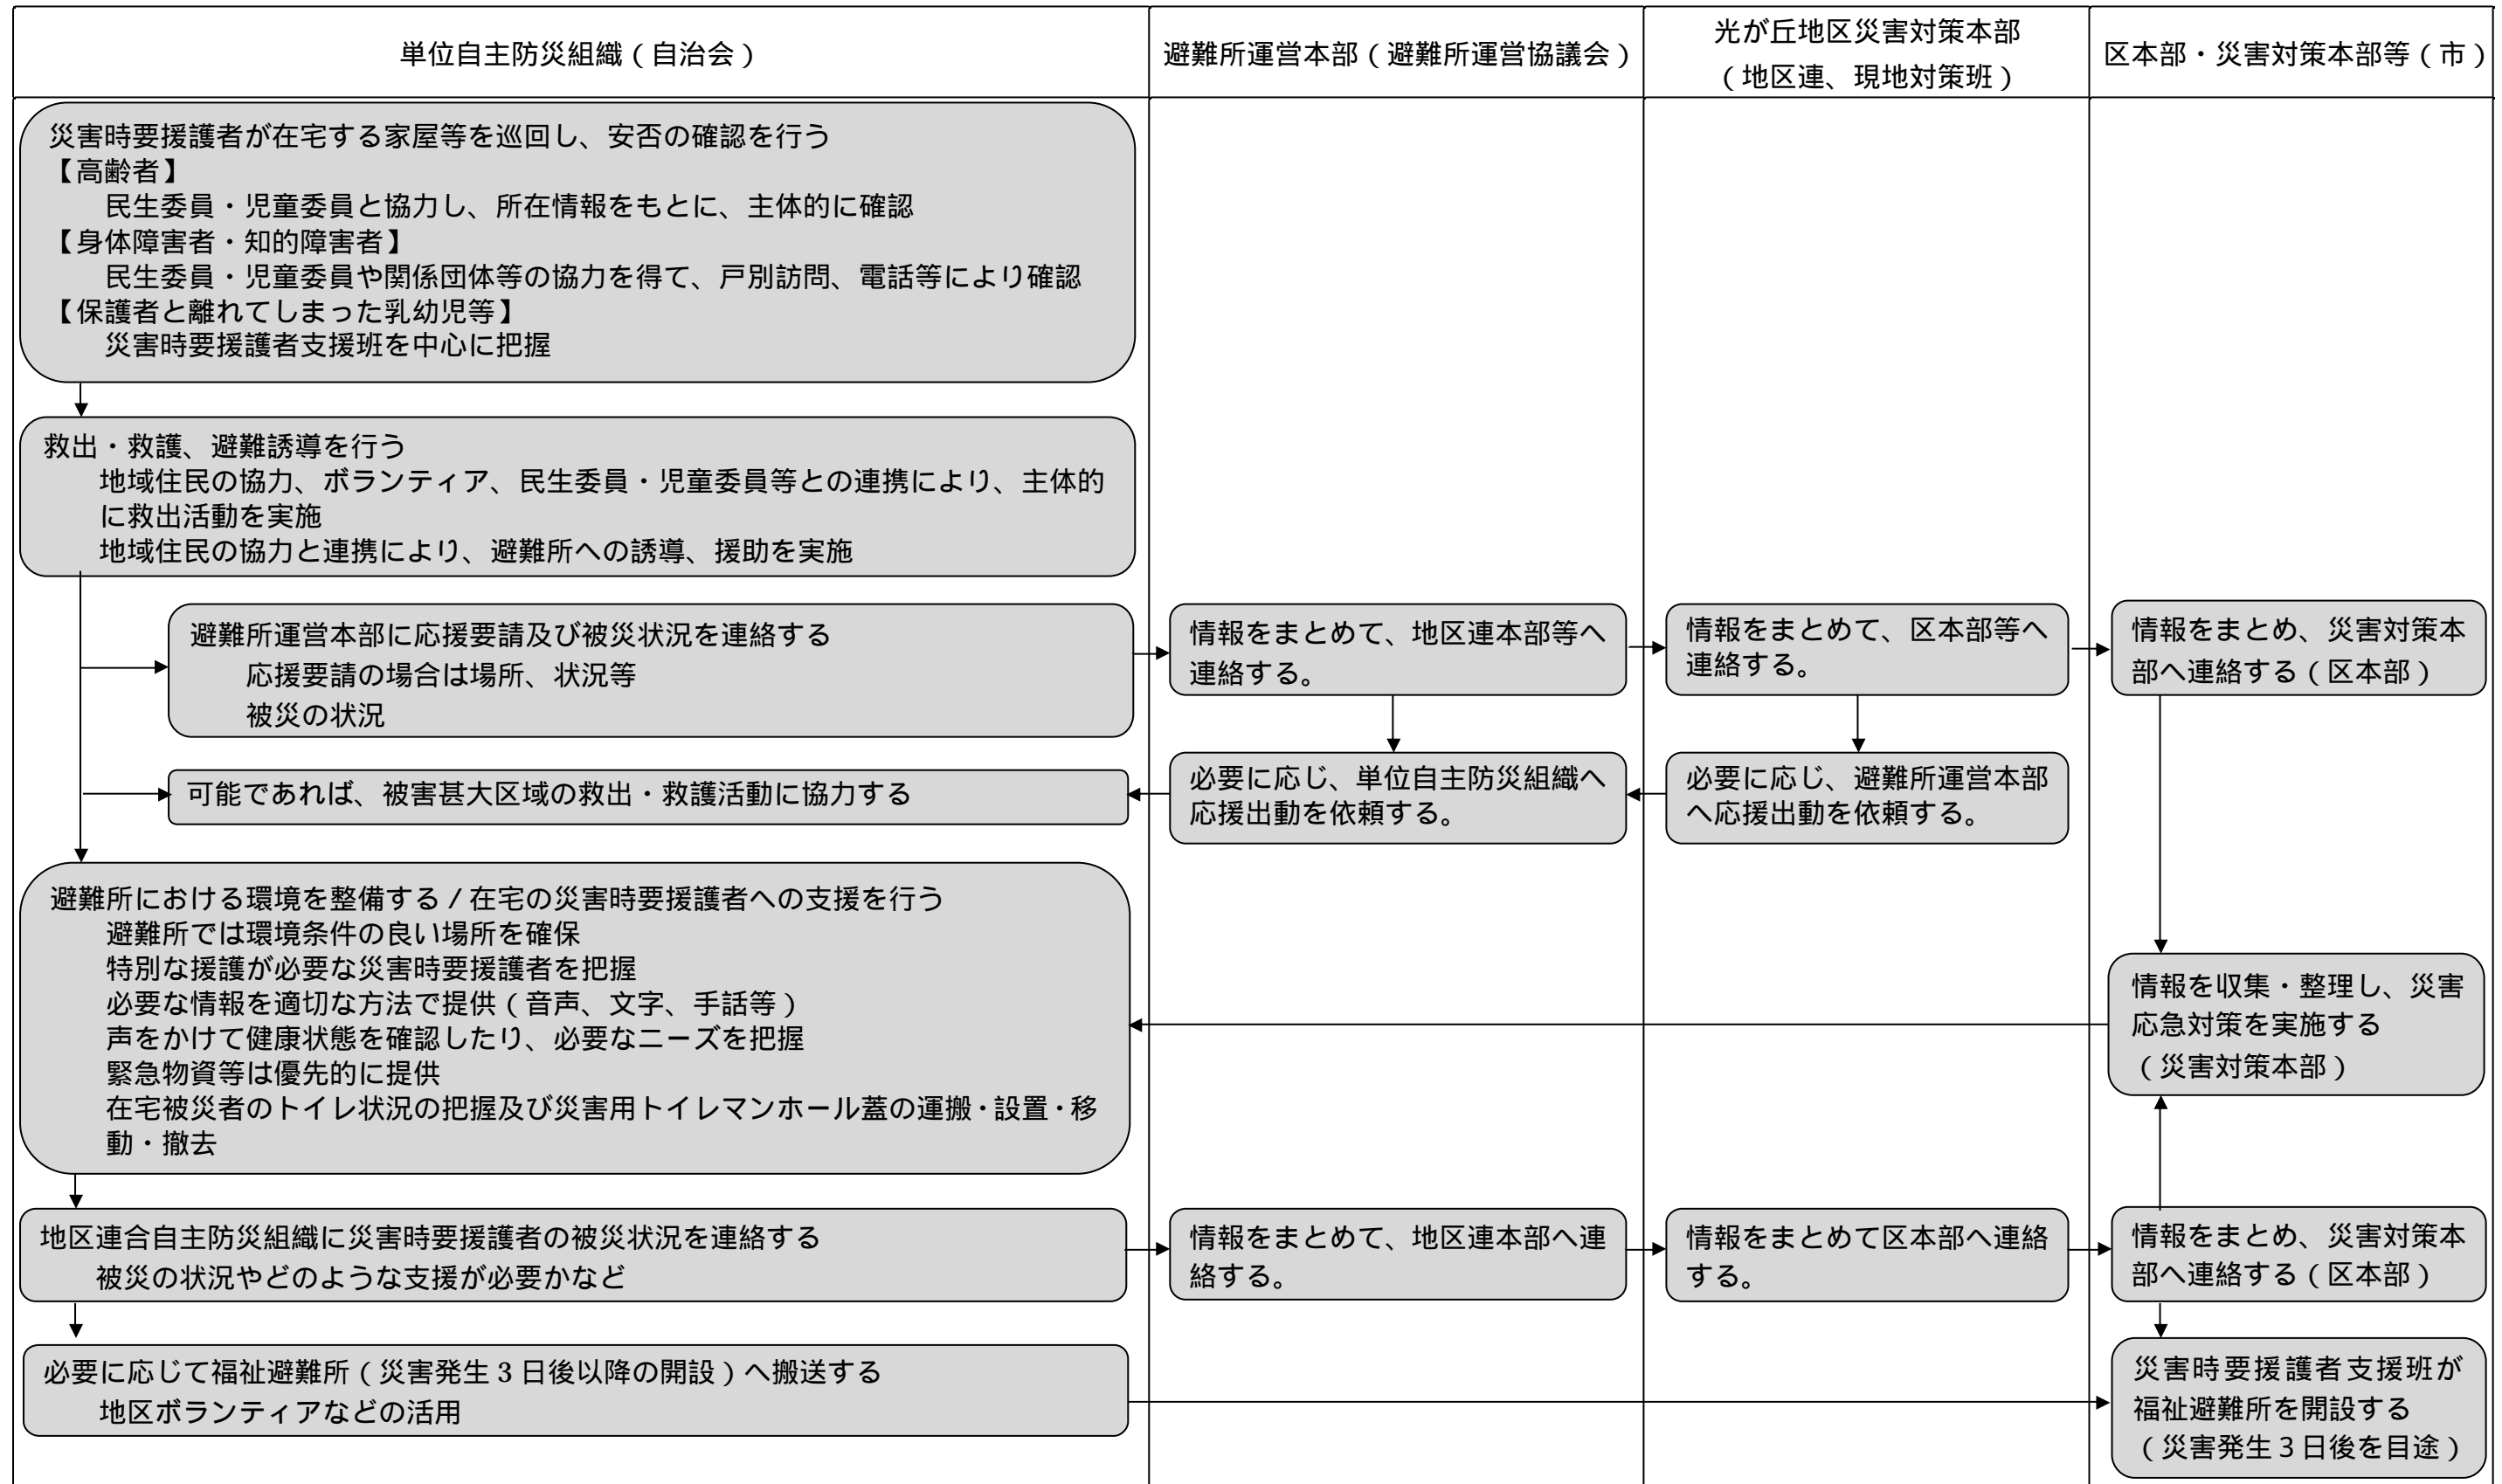 単位自主防災組織（自治会）
避難所運営本部（避難所運営協議会）
光が丘地区災害対策本部
（地区連、現地対策班）
区本部・災害対策本部等（市）
災害時要援護者が在宅する家屋等を巡回し、安否の確認を行う
【高齢者】
民生委員・児童委員と協力し、所在情報をもとに、主体的に確認
【身体障害者・知的障害者】
民生委員・児童委員や関係団体等の協力を得て、戸別訪問、電話等により確認
【保護者と離れてしまった乳幼児等】
災害時要援護者支援班を中心に把握
救出・救護、避難誘導を行う
地域住民の協力、ボランティア、民生委員・児童委員等との連携により、主体的
に救出活動を実施
地域住民の協力と連携により、避難所への誘導、援助を実施
避難所運営本部に応援要請及び被災状況を連絡する
応援要請の場合は場所、状況等
被災の状況
情報をまとめて、地区連本部等へ
連絡する。
情報をまとめて、区本部等へ
連絡する。
情報をまとめ、災害対策本
部へ連絡する（区本部）
可能であれば、被害甚大区域の救出・救護活動に協力する
必要に応じ、単位自主防災組織へ
応援出動を依頼する。
必要に応じ、避難所運営本部
へ応援出動を依頼する。
避難所における環境を整備する／在宅の災害時要援護者への支援を行う
避難所では環境条件の良い場所を確保
特別な援護が必要な災害時要援護者を把握
必要な情報を適切な方法で提供（音声、文字、手話等）
声をかけて健康状態を確認したり、必要なニーズを把握
緊急物資等は優先的に提供
在宅被災者のトイレ状況の把握及び災害用トイレマンホール蓋の運搬・設置・移
動・撤去
情報を収集・整理し、災害
応急対策を実施する
（災害対策本部）
地区連合自主防災組織に災害時要援護者の被災状況を連絡する
被災の状況やどのような支援が必要かなど
情報をまとめて、地区連本部へ連
絡する。
情報をまとめて区本部へ連絡
する。
情報をまとめ、災害対策本
部へ連絡する（区本部）
必要に応じて福祉避難所（災害発生3日後以降の開設）へ搬送する
地区ボランティアなどの活用
災害時要援護者支援班が
福祉避難所を開設する
（災害発生３日後を目途）